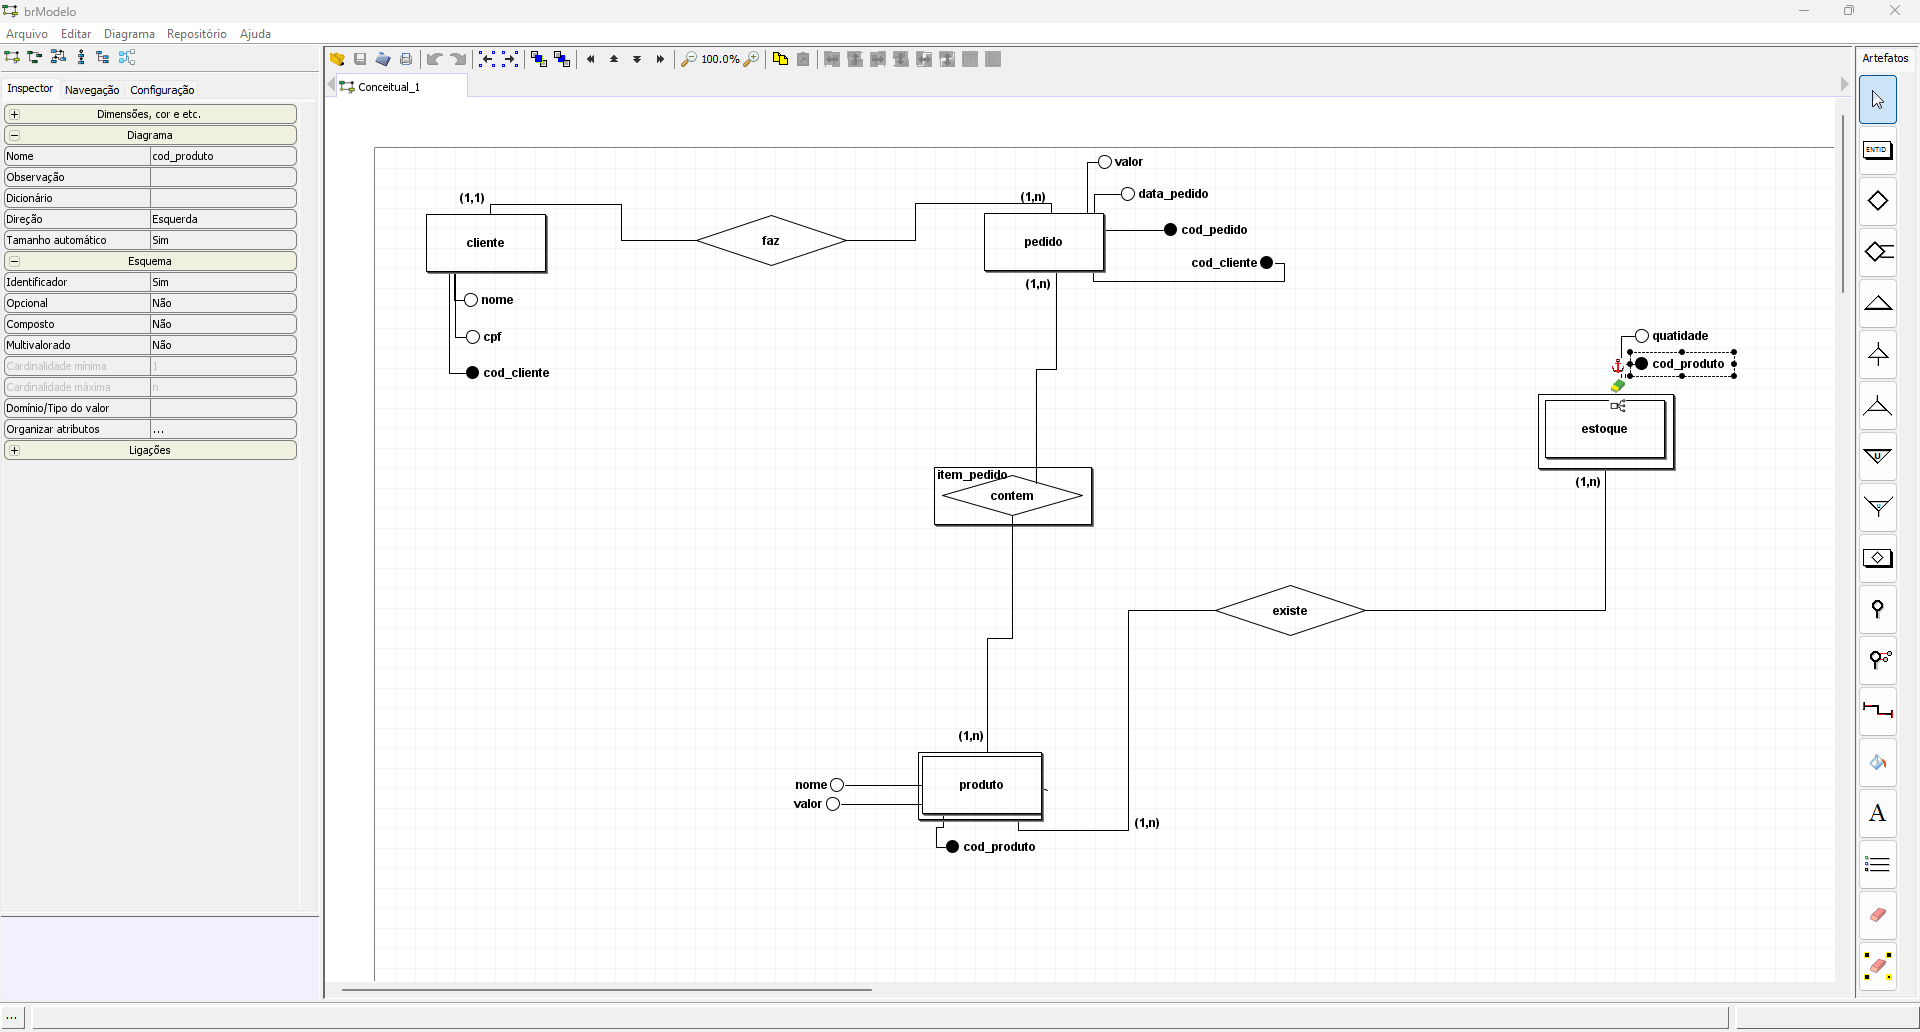 brModelo
Arquivo Editar Diagrama Repositório Ajuda
100.0%
Artefatos
Inspector Navegação Configuração
Conceitual_1
Dimensões, cor e etc.
Diagrama
Nome cod_produto
Observação
Dicionário
Direção Esquerda
Tamanho automático Sim
Esquema
Identificador Sim
Opcional Não
Composto Não
Multivalorado Não
Cardinalidade mínima 1
Cardinalidade máxima n
Domínio/Tipo do valor
Organizar atributos ...
Ligações
valor
(1,1)
(1,n)
data_pedido
cliente
faz
pedido
cod_pedido
cod_cliente
(1,n)
nome
cpf
cod_cliente
quatidade
cod_produto
estoque
(1,n)
item_pedido
contem
existe
(1,n)
nome
valor
produto
(1,n)
cod_produto
ENTID
U
U
A
...